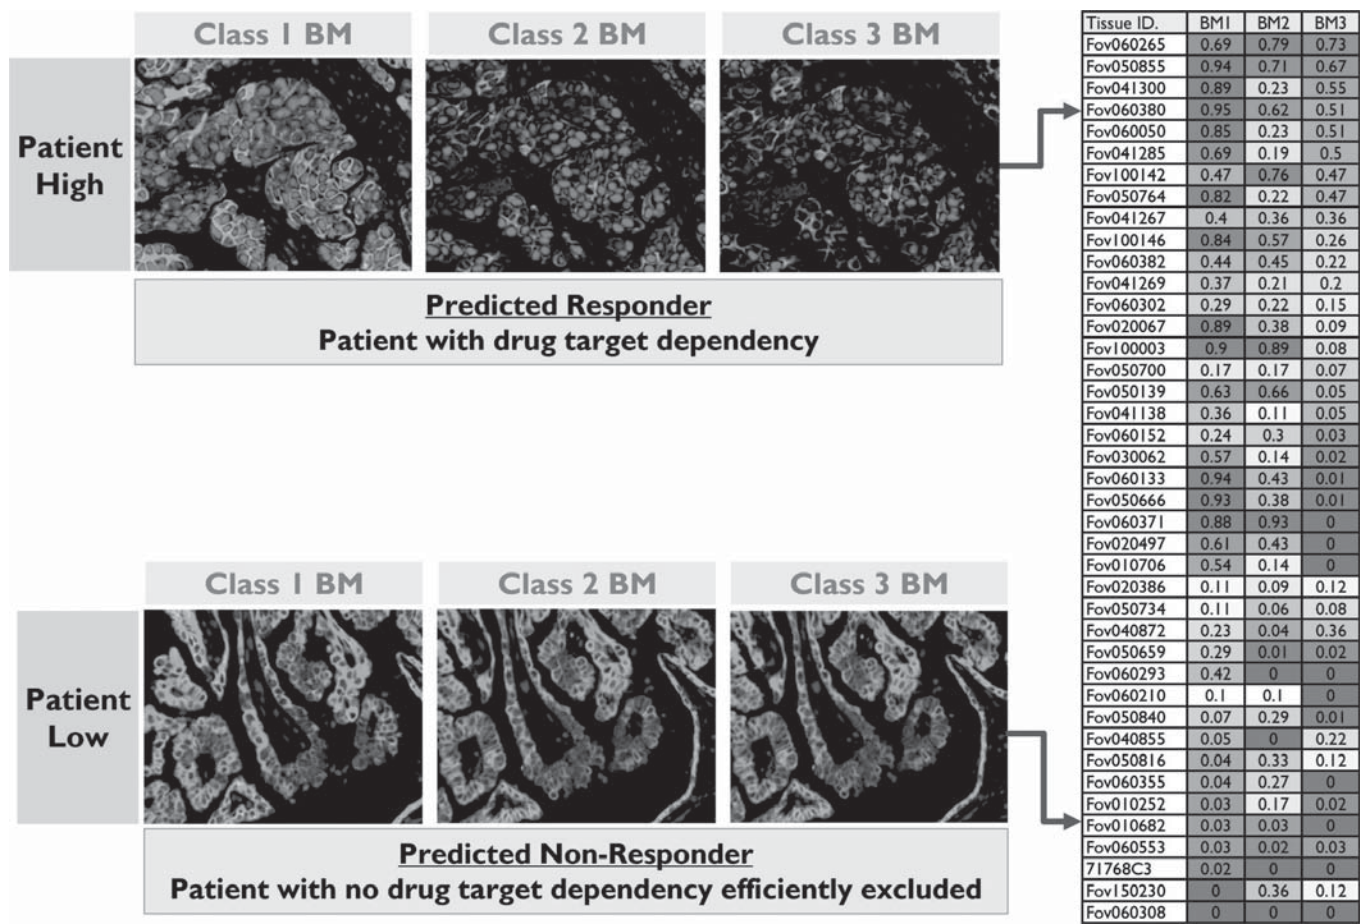 Class 1 BM
Class 2 BM
Class 3 BM
Patient
High
Predicted Responder
Patient with drug target dependency
Class 1 BM
Class 2 BM
Class 3 BM
Patient
Low
Predicted Non-Responder
Patient with no drug target dependency efficiently excluded
Tissue ID. BM1 BM2 BM3
Fov060265 0.69 0.79 0.73
Fov050855 0.94 0.71 0.67
Fov041300 0.89 0.23 0.55
Fov060380 0.95 0.62 0.51
Fov060050 0.85 0.23 0.51
Fov041285 0.69 0.19 0.5
Fov100142 0.47 0.76 0.47
Fov050764 0.82 0.22 0.47
Fov041267 0.4 0.36 0.36
Fov100146 0.84 0.57 0.26
Fov060382 0.44 0.45 0.22
Fov041269 0.37 0.21 0.2
Fov060302 0.29 0.22 0.15
Fov020067 0.89 0.38 0.09
Fov100003 0.9 0.89 0.08
Fov050700 0.17 0.17 0.07
Fov050139 0.63 0.66 0.05
Fov041138 0.36 0.11 0.05
Fov060152 0.24 0.3 0.03
Fov030062 0.57 0.14 0.02
Fov060133 0.94 0.43 0.01
Fov050666 0.93 0.38 0.01
Fov060371 0.88 0.93 0
Fov020497 0.61 0.43 0
Fov010706 0.54 0.14 0
Fov020386 0.11 0.09 0.12
Fov050734 0.11 0.06 0.08
Fov040872 0.23 0.04 0.36
Fov050659 0.29 0.01 0.02
Fov060293 0.42 0 0
Fov060210 0.1 0.1 0
Fov050840 0.07 0.29 0.01
Fov040855 0.05 0 0.22
Fov050816 0.04 0.33 0.12
Fov060355 0.04 0.27 0
Fov010252 0.03 0.17 0.02
Fov010682 0.03 0.03 0
Fov060553 0.03 0.02 0.03
71768C3 0.02 0 0
Fov150230 0 0.36 0.12
Fov060308 0 0 0